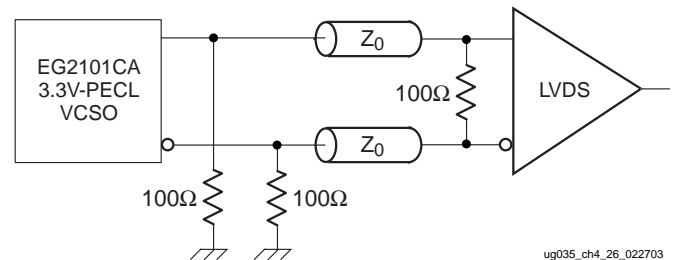 EG2101CA
3.3V-PECL
VCSO
Z0
Z0
100Ω
LVDS
100Ω
100Ω
ug035_ch4_26_022703